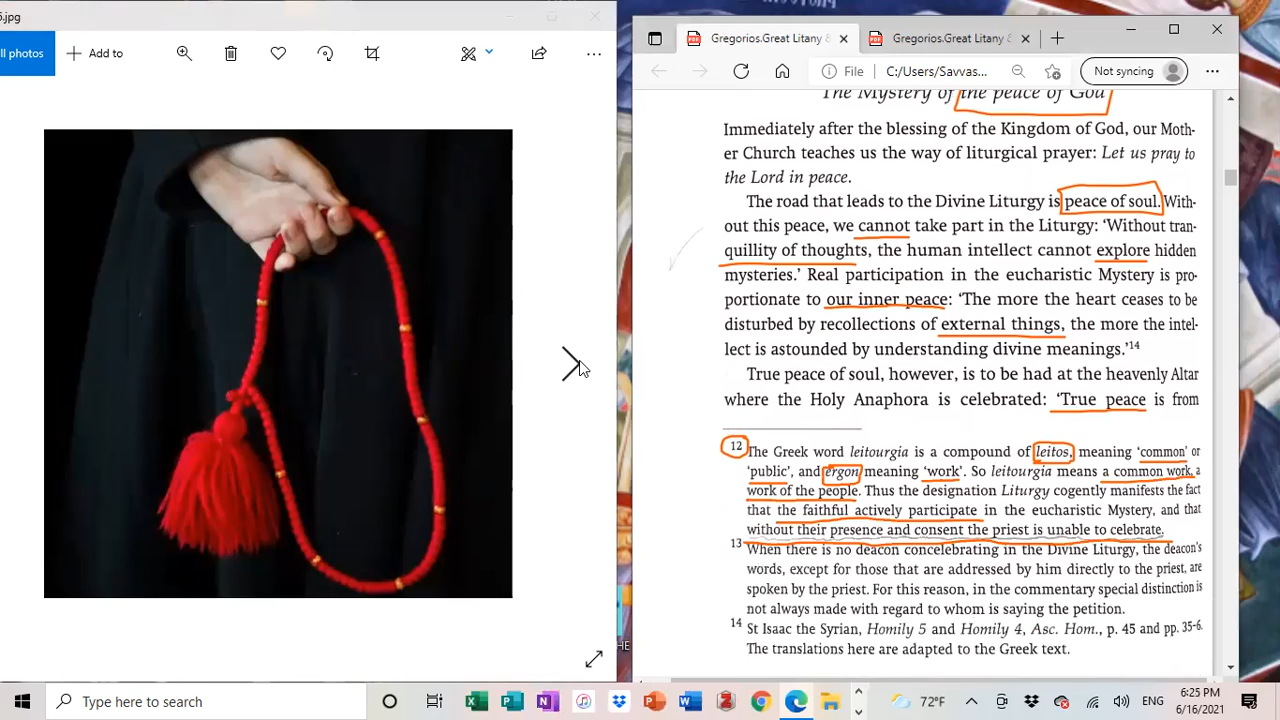 5.jpg
ll photos
Add to
Gregorios.Great Litany &
Gregorios.Great Litany &
File
C:/Users/Savvas...
Not syncing
The Mystery of the peace of God
Immediately after the blessing of the Kingdom of God, our Moth-
er Church teaches us the way of liturgical prayer: Let us pray to
the Lord in peace.
The road that leads to the Divine Liturgy is peace of soul. With-
out this peace, we cannot take part in the Liturgy: ‘Without tran-
quillity of thoughts, the human intellect cannot explore hidden
mysteries.’ Real participation in the eucharistic Mystery is pro-
portionate to our inner peace: ‘The more the heart ceases to be
disturbed by recollections of external things, the more the intel-
lect is astounded by understanding divine meanings.’14
True peace of soul, however, is to be had at the heavenly Altar
where the Holy Anaphora is celebrated: ‘True peace is from
12 The Greek word leitourgia is a compound of leitos, meaning ‘common’ or
‘public’, and ergon meaning ‘work’. So leitourgia means a common work, a
work of the people. Thus the designation Liturgy cogently manifests the fact
that the faithful actively participate in the eucharistic Mystery, and that
without their presence and consent the priest is unable to celebrate.
13 When there is no deacon concelebrating in the Divine Liturgy, the deacon’s
words, except for those that are addressed by him directly to the priest, are
spoken by the priest. For this reason, in the commentary special distinction is
not always made with regard to whom is saying the petition.
14 St Isaac the Syrian, Homily 5 and Homily 4, Asc. Hom., p. 45 and pp. 35-6.
The translations here are adapted to the Greek text.
HE
Type here to search
72°F
ENG
6:25 PM
6/16/2021